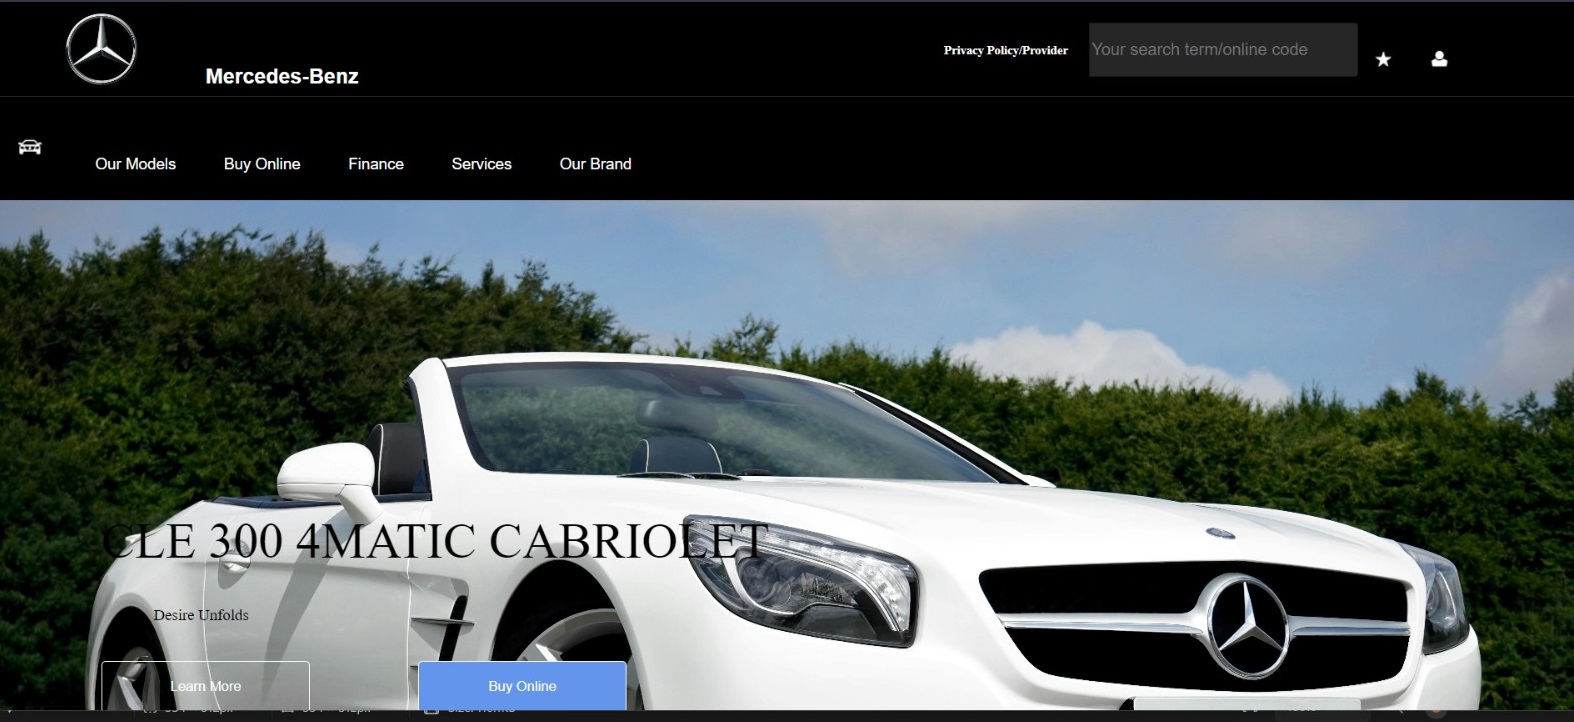 Privacy Policy/Provider
Your search term/online code
Mercedes-Benz
Our Models
Buy Online
Finance
Services
Our Brand
CLE 300 4MATIC CABRIOLET
Desire Unfolds
Learn More
Buy Online